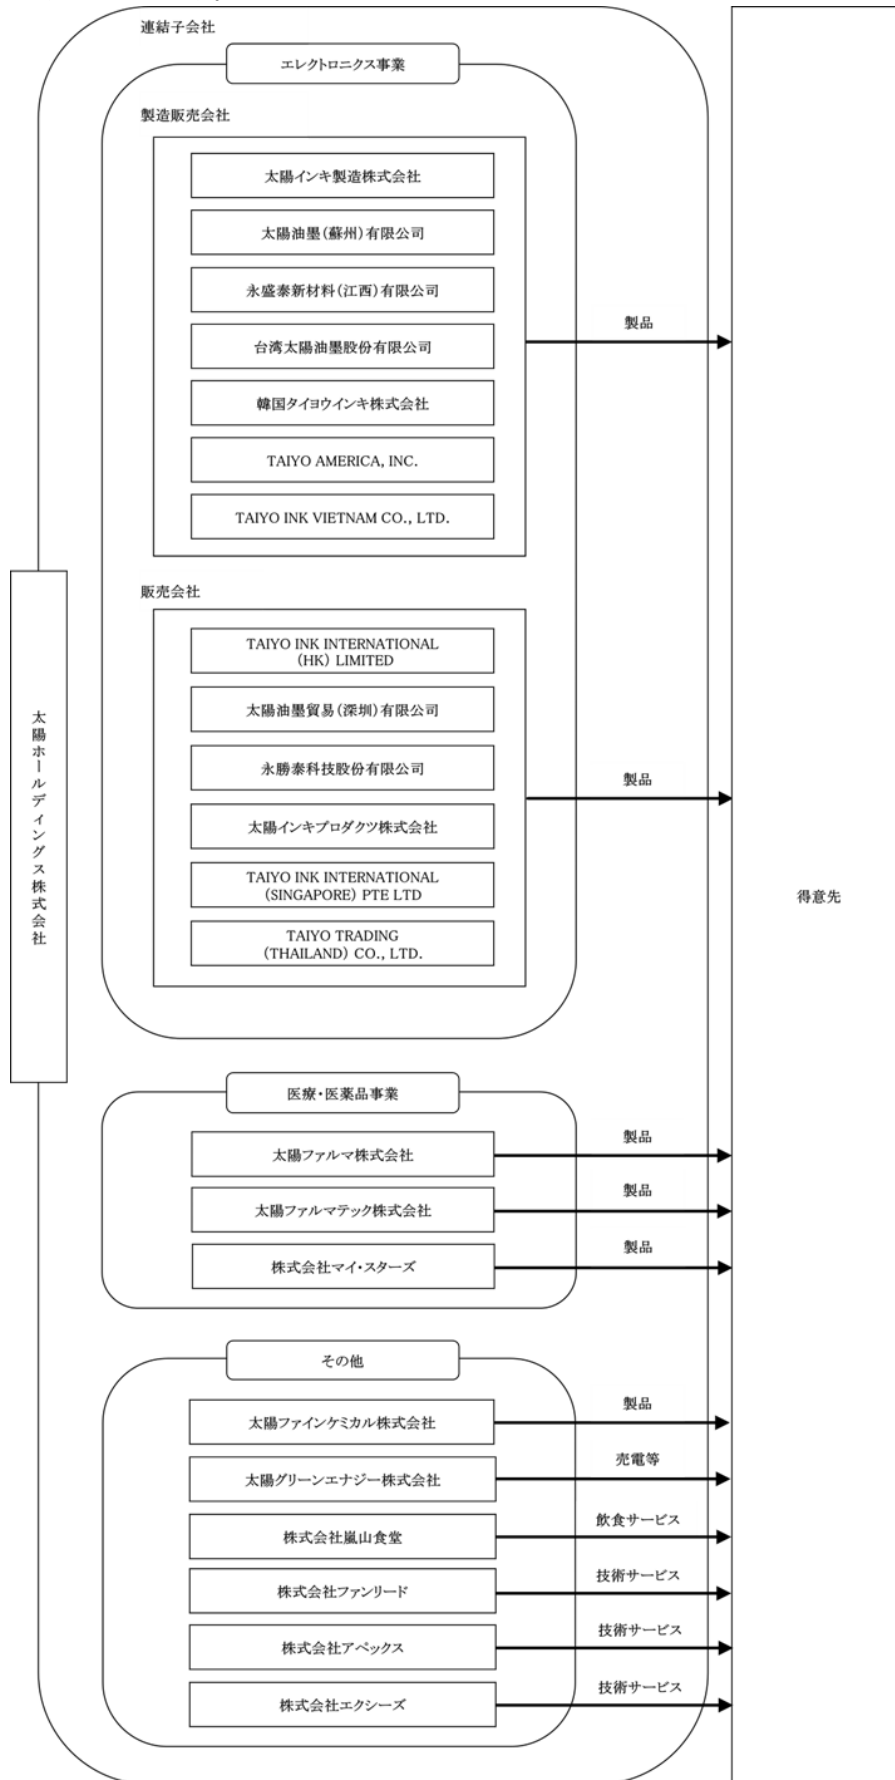 連結子会社
エレクトロニクス事業
製造販売会社
太陽インキ製造株式会社
太陽油墨(蘇州)有限公司
永盛泰新材料(江西)有限公司
台湾太陽油墨股份有限公司
韓国タイヨウインキ株式会社
TAIYO AMERICA, INC.
TAIYO INK VIETNAM CO., LTD.
製品
販売会社
TAIYO INK INTERNATIONAL
(HK) LIMITED
太陽油墨貿易(深圳)有限公司
永勝泰科技股份有限公司
太陽インキプロダクツ株式会社
TAIYO INK INTERNATIONAL
(SINGAPORE) PTE LTD
TAIYO TRADING
(THAILAND) CO., LTD.
製品
太陽ホールディングス株式会社
得意先
医療・医薬品事業
太陽ファルマ株式会社
製品
太陽ファルマテック株式会社
製品
株式会社マイ・スターズ
製品
その他
太陽ファインケミカル株式会社
製品
太陽グリーンエナジー株式会社
売電等
株式会社嵐山食堂
飲食サービス
株式会社ファンリード
技術サービス
株式会社アペックス
技術サービス
株式会社エクシーズ
技術サービス